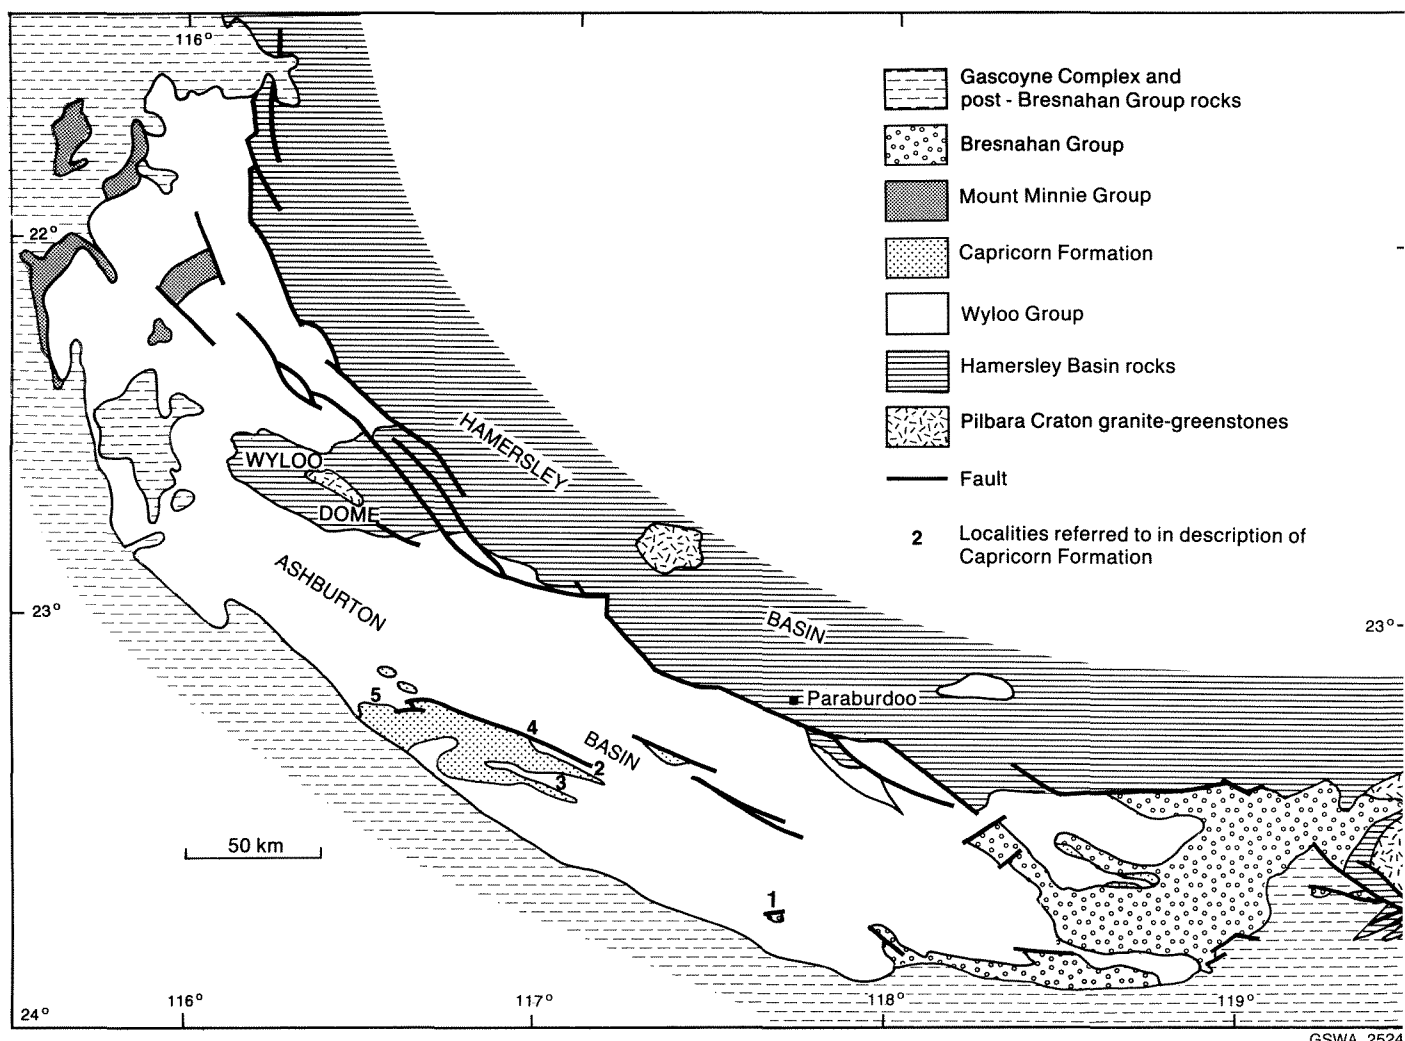 116°
Gascoyne Complex and
post - Bresnahan Group rocks
Bresnahan Group
Mount Minnie Group
22°
Capricorn Formation
Wyloo Group
Hamersley Basin rocks
Pilbara Craton granite-greenstones
HAMERSLEY
WYLOO
Fault
DOME
2 Localities referred to in description of
Capricorn Formation
ASHBURTON
23°
BASIN
23°
5
Paraburdoo
4
BASIN
2
3
50 km
1
116°
117°
118°
119°
24°
GSWA 2524